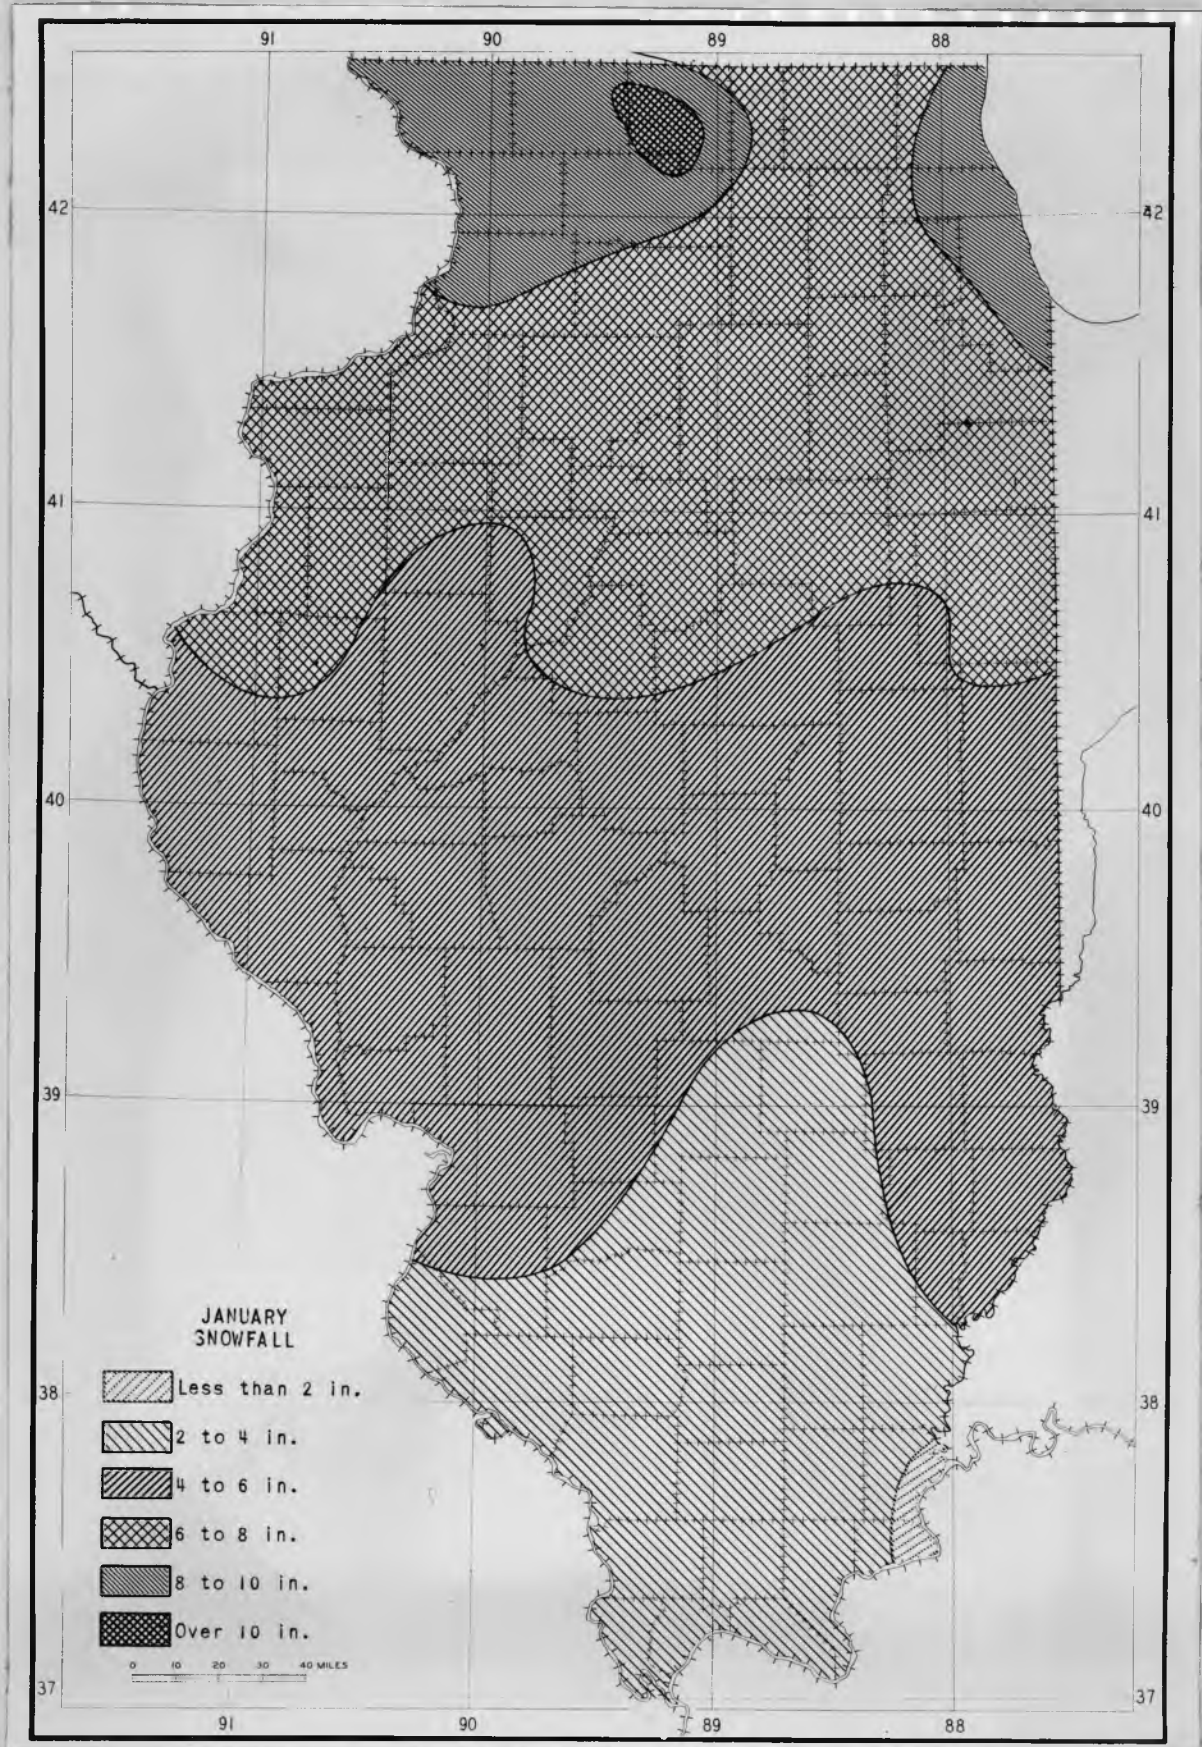 91 90 89 88
42 42
41 41
40 40
39 39
38 38
37 37
JANUARY
SNOWFALL
Less than 2 in.
2 to 4 in.
4 to 6 in.
6 to 8 in.
8 to 10 in.
Over 10 in.
0 10 20 30 40 MILES
91 90 89 88